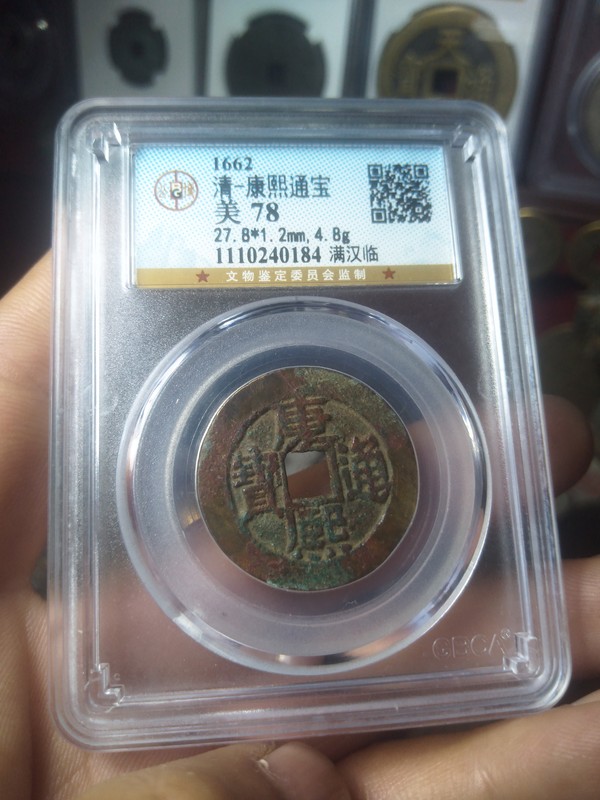 1662
清-康熙通宝
美 78
27.8*1.2mm,4.8g
1110240184 满汉临
★ 文物鉴定委员会监制 ★
康
寶 通
熙
GBCA
天